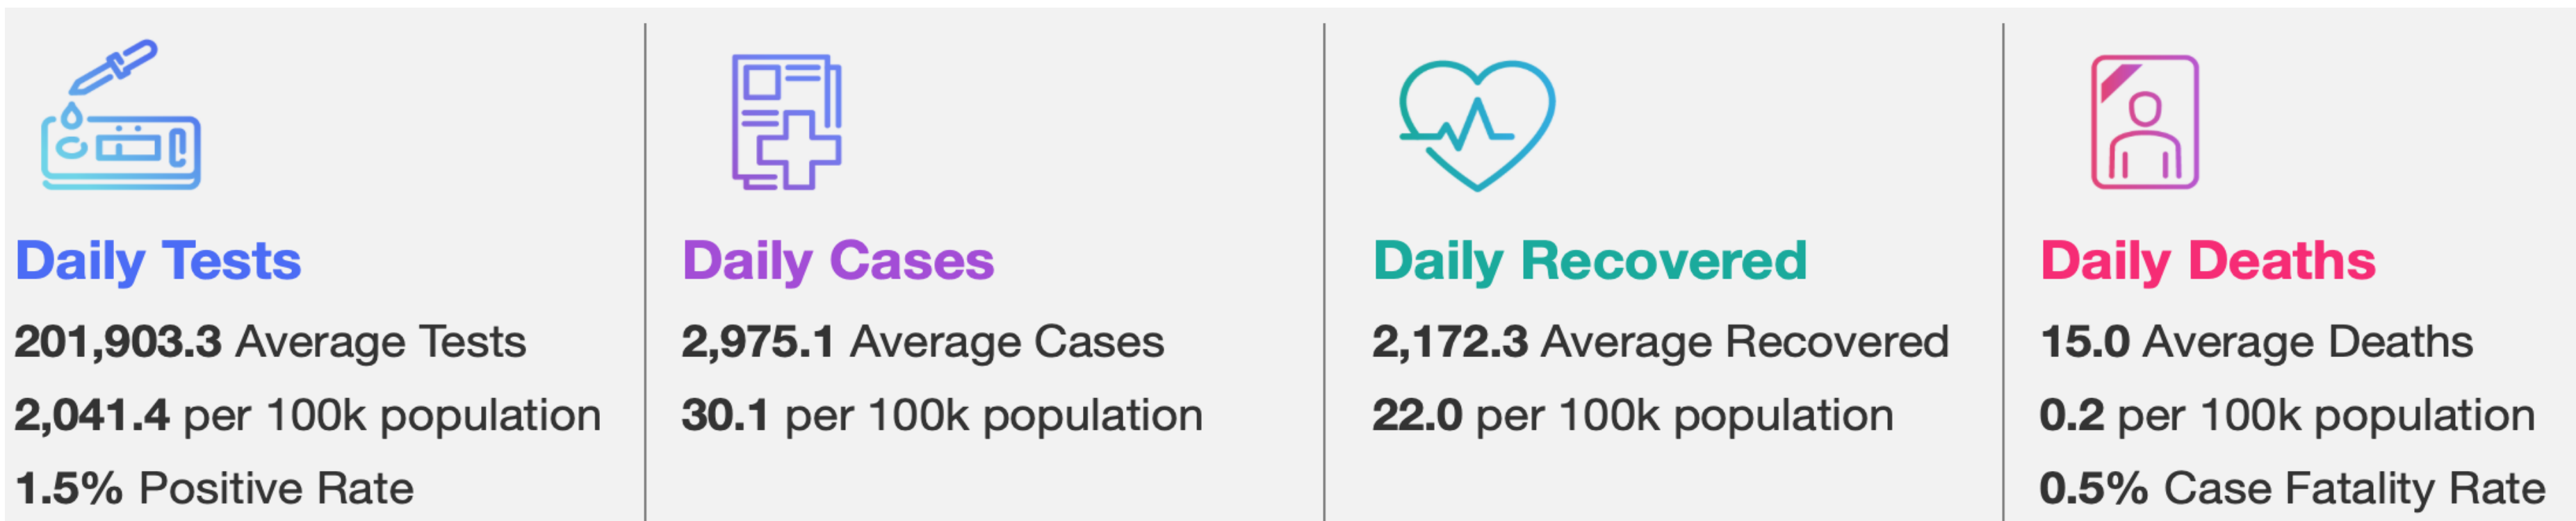 Daily Tests
201,903.3 Average Tests
2,041.4 per 100k population
1.5% Positive Rate
Daily Cases
2,975.1 Average Cases
30.1 per 100k population
Daily Recovered
2,172.3 Average Recovered
22.0 per 100k population
Daily Deaths
15.0 Average Deaths
0.2 per 100k population
0.5% Case Fatality Rate